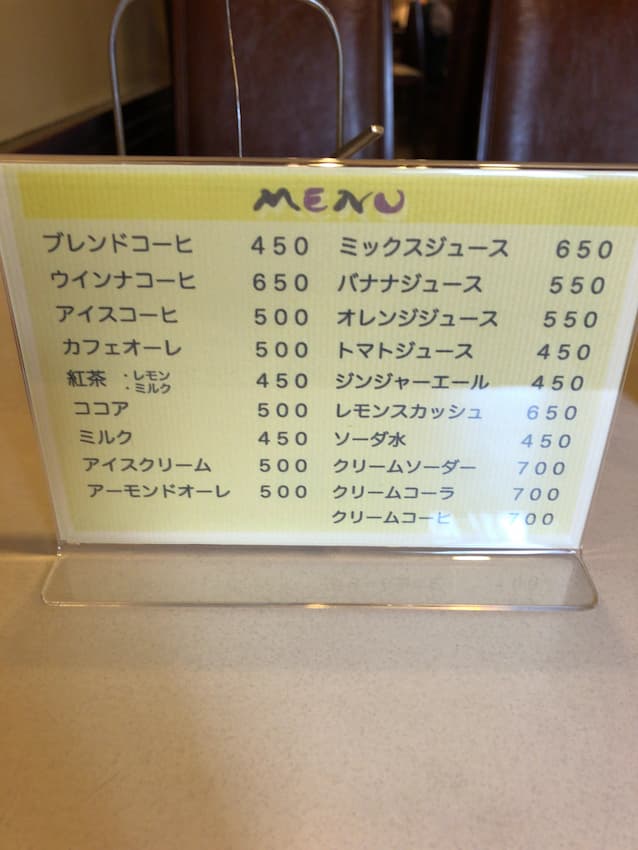 MENU
ブレンドコーヒ 450
ウインナコーヒ 650
アイスコーヒ 500
カフェオーレ 500
紅茶 ・レモン ・ミルク 450
ココア 500
ミルク 450
アイスクリーム 500
アーモンドオーレ 500
ミックスジュース 650
バナナジュース 550
オレンジジュース 550
トマトジュース 450
ジンジャーエール 450
レモンスカッシュ 650
ソーダ水 450
クリームソーダー 700
クリームコーラ 700
クリームコーヒ 700